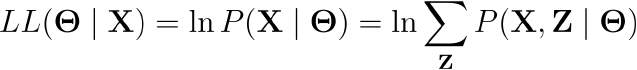 LL(Θ | X) = ln P(X | Θ) = ln ∑_Z P(X, Z | Θ)